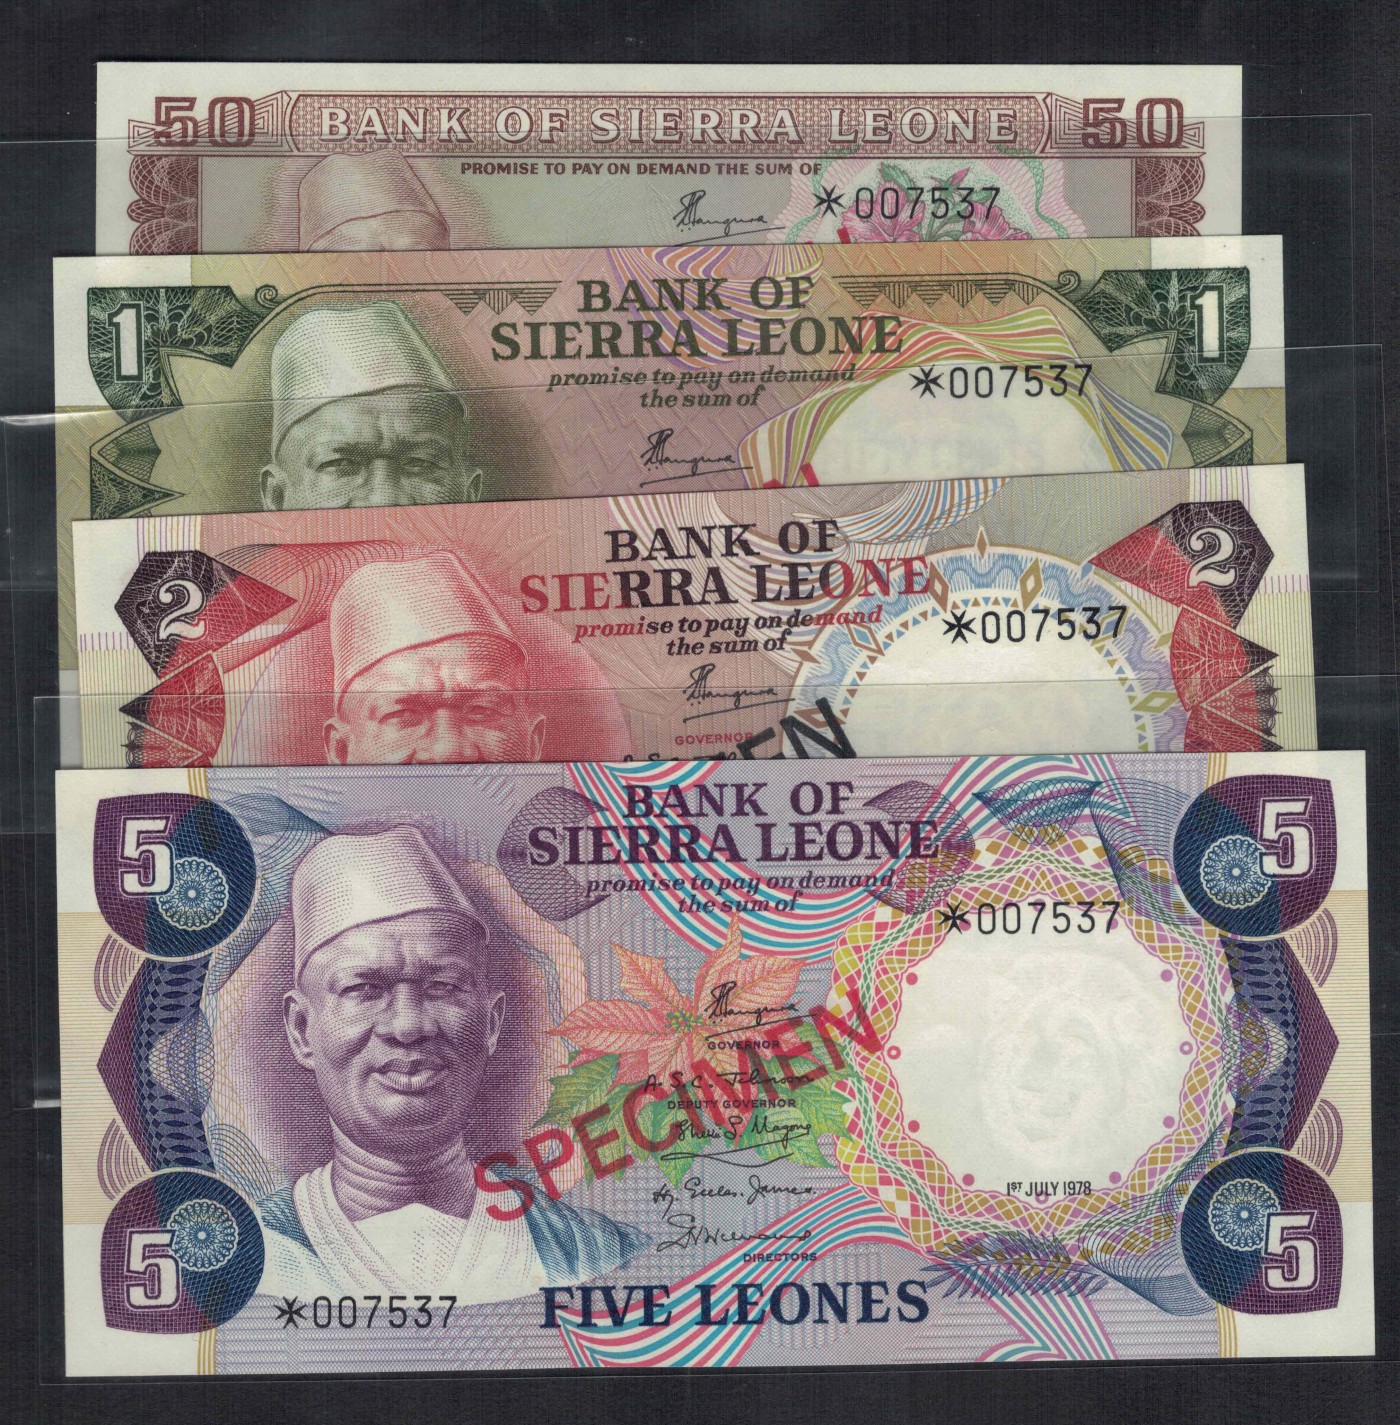 50 BANK OF SIERRA LEONE 50
PROMISE TO PAY ON DEMAND THE SUM OF
007537
1 BANK OF 1
SIERRA LEONE
promise to pay on demand
the sum of
007537
2 BANK OF 2
SIERRA LEONE
promise to pay on demand
the sum of
007537
GOVERNOR
MEN
5 BANK OF 5
SIERRA LEONE
promise to pay on demand
the sum of
007537
GOVERNOR
DEPUTY GOVERNOR
SPECIMEN
1ST JULY 1978
DIRECTORS
5 FIVE LEONES 5
007537